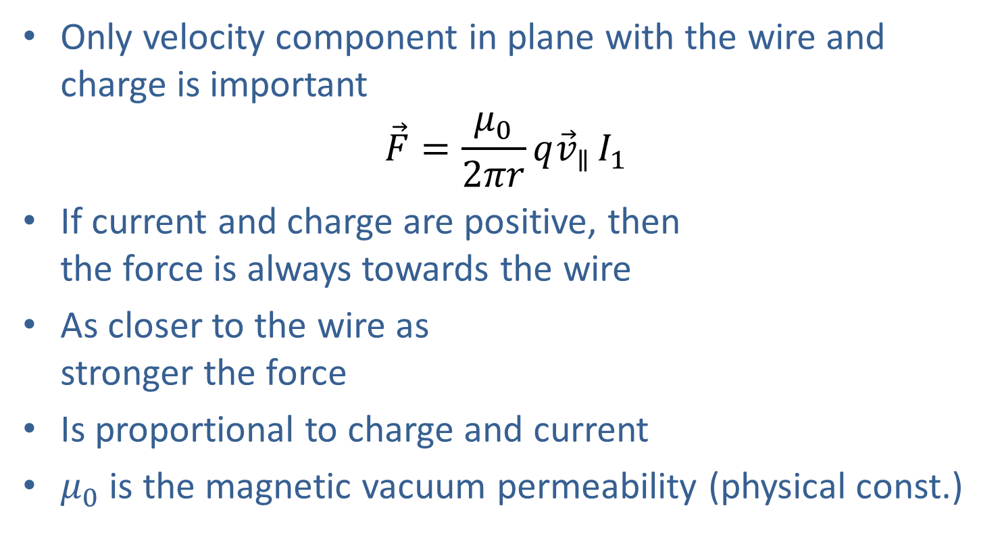 • Only velocity component in plane with the wire and
charge is important
$\vec{F} = \frac{\mu_0}{2\pi r} q \vec{v}_{\parallel} I_1$
• If current and charge are positive, then
the force is always towards the wire
• As closer to the wire as
stronger the force
• Is proportional to charge and current
• $\mu_0$ is the magnetic vacuum permeability (physical const.)